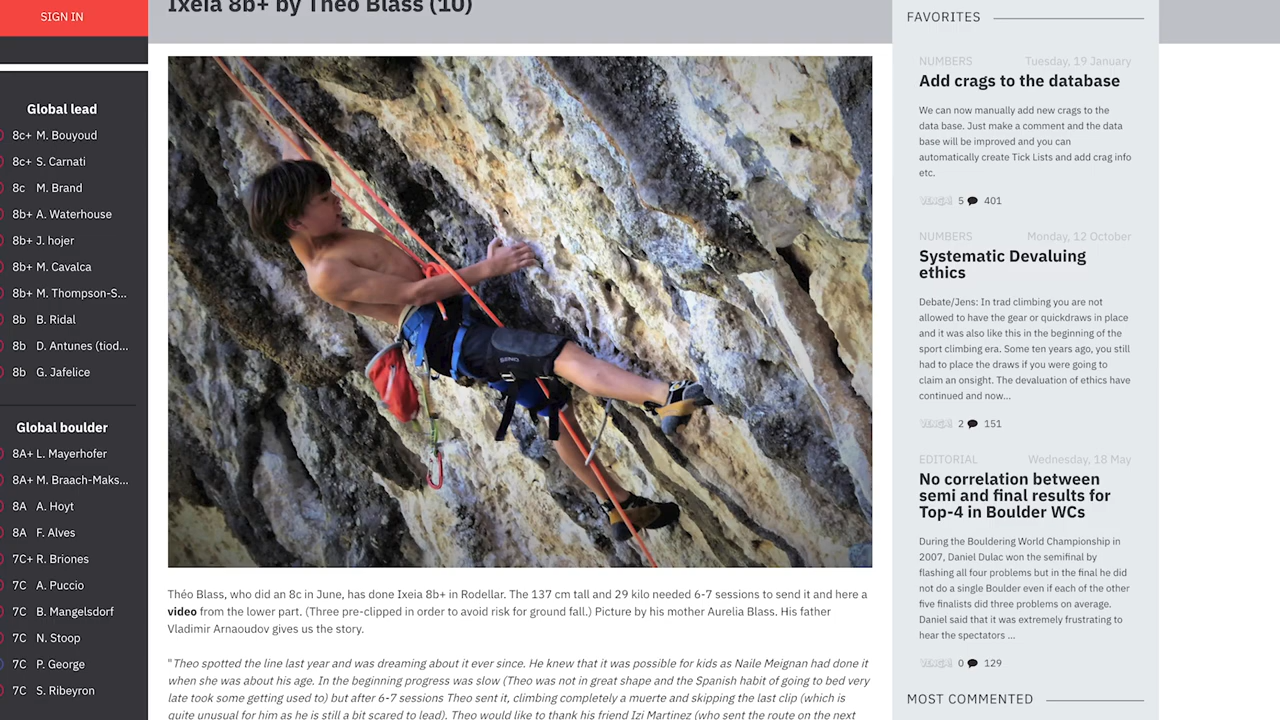 SIGN IN
Global lead
8c+ M. Bouyoud
8c+ S. Carnati
8c M. Brand
8b+ A. Waterhouse
8b+ J. hojer
8b+ M. Cavalca
8b+ M. Thompson-S...
8b B. Ridal
8b D. Antunes (tiod...
8b G. Jafelice
Global boulder
8A+ L. Mayerhofer
8A+ M. Braach-Maks...
8A A. Hoyt
8A F. Alves
7C+ R. Briones
7C A. Puccio
7C B. Mangelsdorf
7C N. Stoop
7C P. George
7C S. Ribeyron
Ixeia 8b+ by Théo Blass (10)
Théo Blass, who did an 8c in June, has done Ixeia 8b+ in Rodellar. The 137 cm tall and 29 kilo needed 6-7 sessions to send it and here a
video from the lower part. (Three pre-clipped in order to avoid risk for ground fall.) Picture by his mother Aurelia Blass. His father
Vladimir Arnaoudov gives us the story.
"Theo spotted the line last year and was dreaming about it ever since. He knew that it was possible for kids as Naile Meignan had done it
when she was about his age. In the beginning progress was slow (Theo was not in great shape and the Spanish habit of going to bed very
late took some getting used to) but after 6-7 sessions Theo sent it, climbing completely a muerte and skipping the last clip (which is
quite unusual for him as he is still a bit scared to lead). Theo would like to thank his friend Izi Martinez (who sent the route on the next
FAVORITES
NUMBERS Tuesday, 19 January
Add crags to the database
We can now manually add new crags to the
data base. Just make a comment and the data
base will be improved and you can
automatically create Tick Lists and add crag info
etc.
5 401
NUMBERS Monday, 12 October
Systematic Devaluing
ethics
Debate/Jens: In trad climbing you are not
allowed to have the gear or quickdraws in place
and it was also like this in the beginning of the
sport climbing era. Some ten years ago, you still
had to place the draws if you were going to
claim an onsight. The devaluation of ethics have
continued and now...
2 151
EDITORIAL Wednesday, 18 May
No correlation between
semi and final results for
Top-4 in Boulder WCs
During the Bouldering World Championship in
2007, Daniel Dulac won the semifinal by
flashing all four problems but in the final he did
not do a single Boulder even if each of the other
five finalists did three problems on average.
Daniel said that it was extremely frustrating to
hear the spectators ...
0 129
MOST COMMENTED